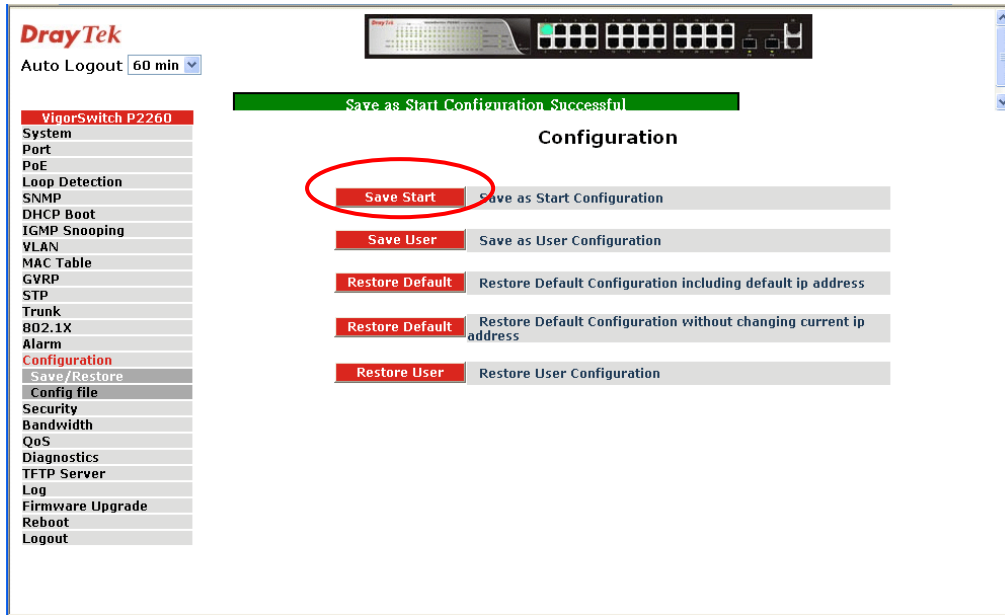 DrayTek
Auto Logout 60 min
Save as Start Configuration Successful
VigorSwitch P2260
System
Port
PoE
Loop Detection
SNMP
DHCP Boot
IGMP Snooping
VLAN
MAC Table
GVRP
STP
Trunk
802.1X
Alarm
Configuration
Save/Restore
Config file
Security
Bandwidth
QoS
Diagnostics
TFTP Server
Log
Firmware Upgrade
Reboot
Logout
Configuration
Save Start Save as Start Configuration
Save User Save as User Configuration
Restore Default Restore Default Configuration including default ip address
Restore Default Restore Default Configuration without changing current ip
address
Restore User Restore User Configuration